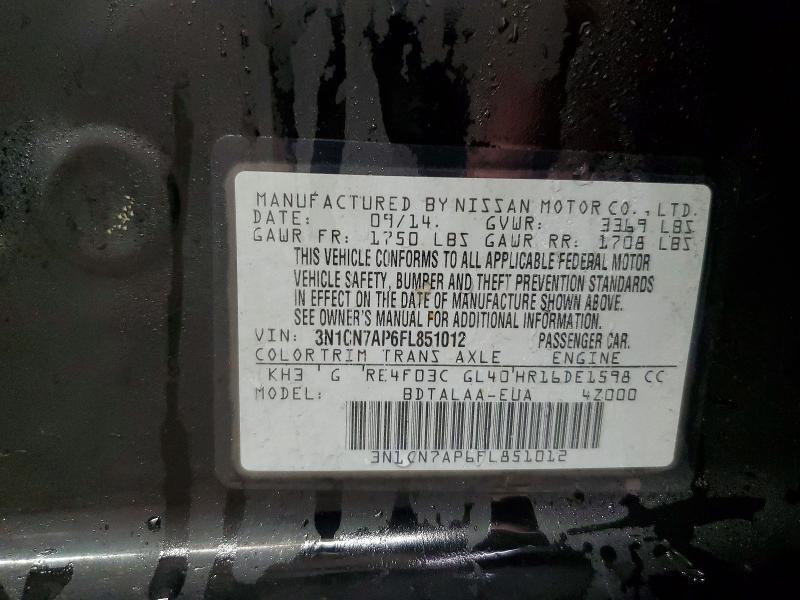 MANUFACTURED BY NISSAN MOTOR CO., LTD.
DATE: 09/14. GVWR: 3369 LBS
GAWR FR: 1750 LBS GAWR RR: 1708 LBS
THIS VEHICLE CONFORMS TO ALL APPLICABLE FEDERAL MOTOR
VEHICLE SAFETY, BUMPER AND THEFT PREVENTION STANDARDS
IN EFFECT ON THE DATE OF MANUFACTURE SHOWN ABOVE.
SEE OWNER'S MANUAL FOR ADDITIONAL INFORMATION.
VIN: 3N1CN7AP6FL851012 PASSENGER CAR.
COLORTRIM TRANS AXLE ENGINE
KH3 G RE4F03C GL40 HR16DE1598 CC
MODEL: BDTALAA-EUA 4Z000
3N1CN7AP6FL851012